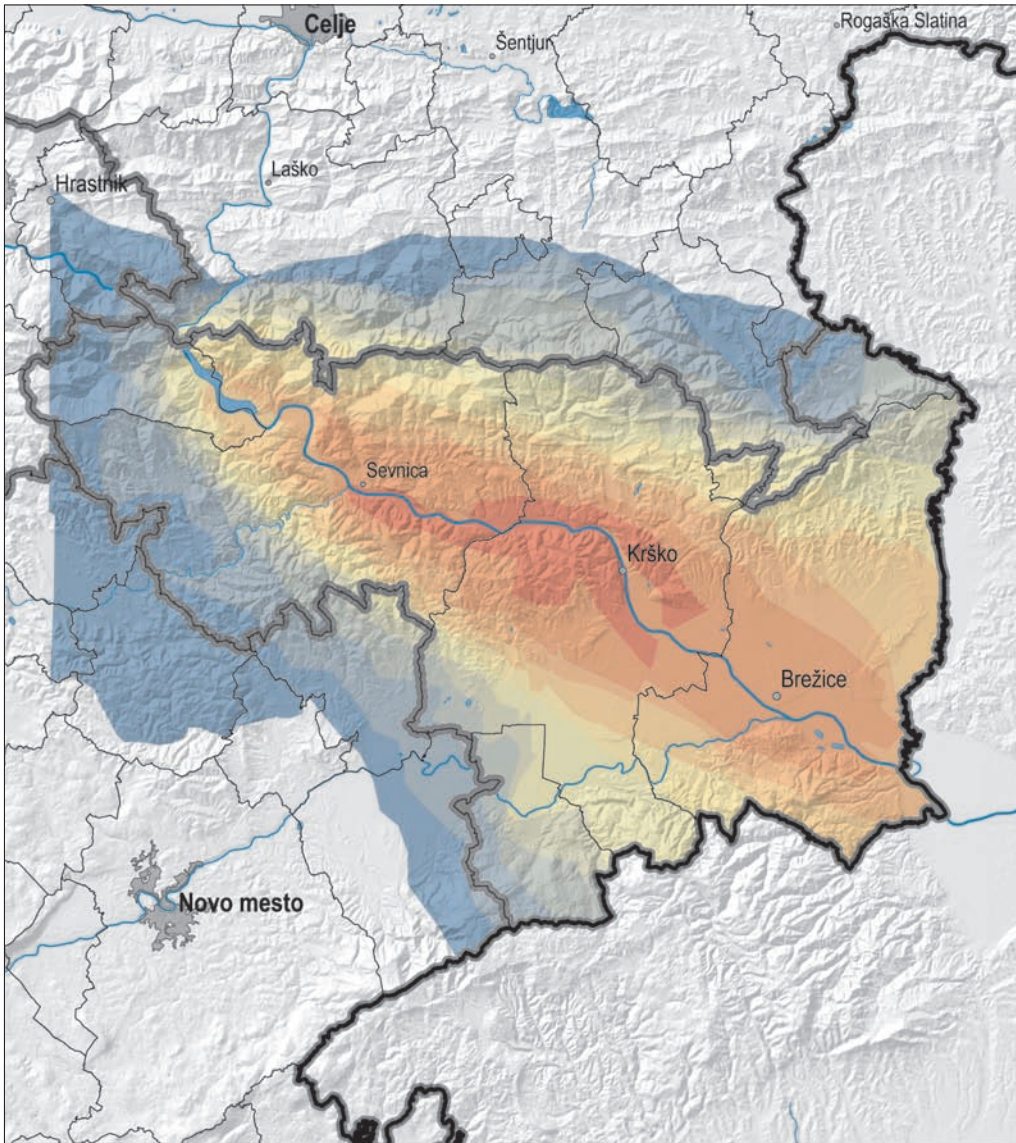 Celje
Rogaška Slatina
Šentjur
Laško
Hrastnik
Sevnica
Krško
Brežice
Novo mesto